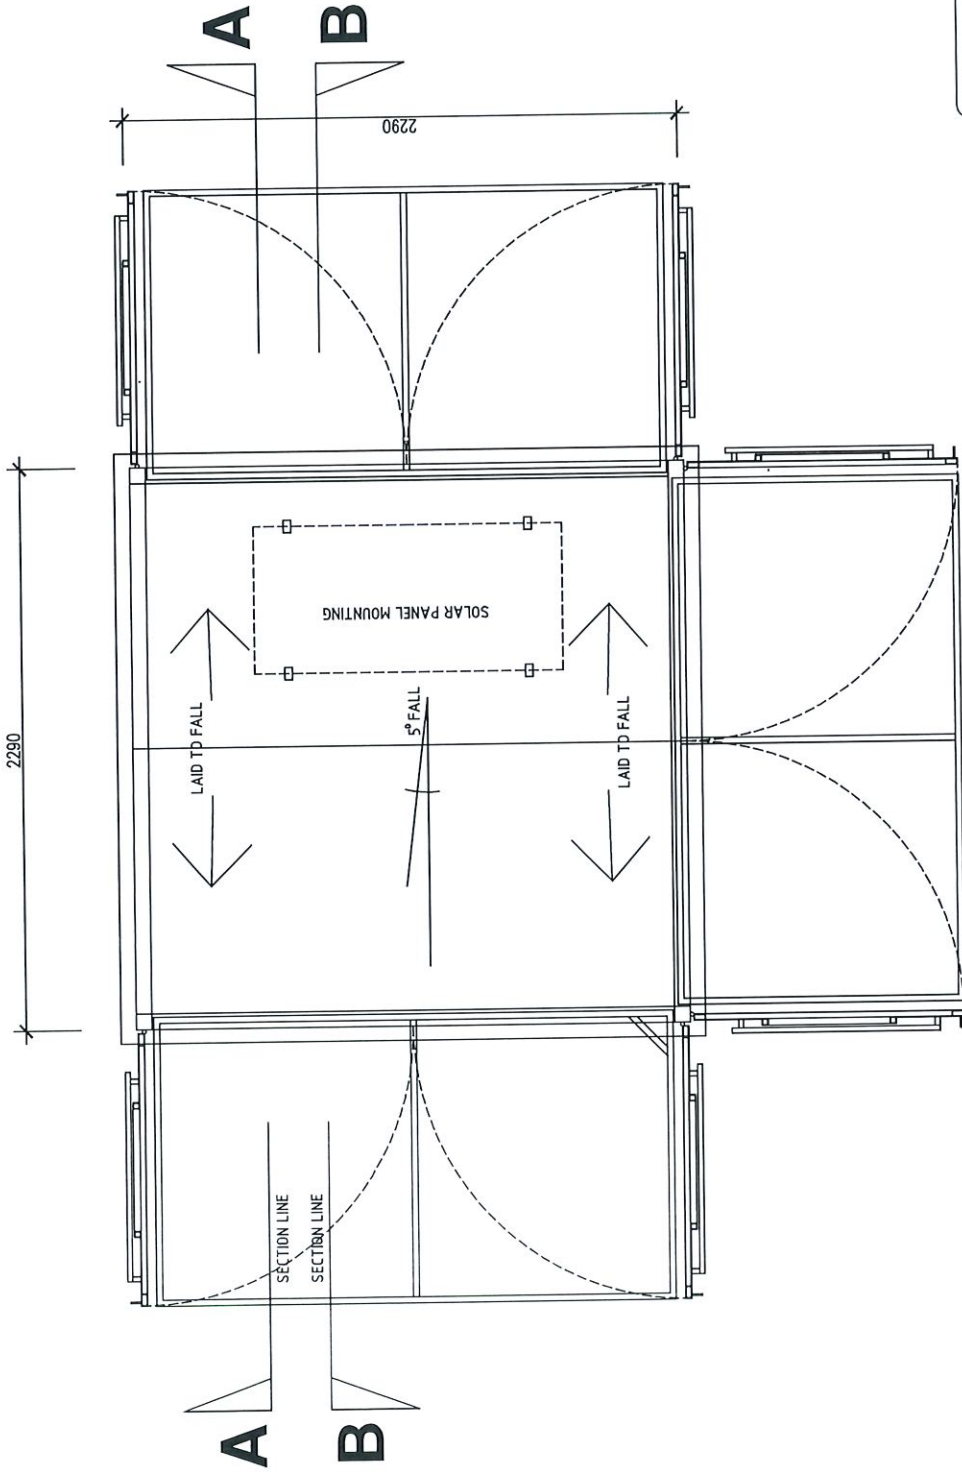 A
B
2290
2290
SOLAR PANEL MOUNTING
LAID TO FALL
5° FALL
LAID TO FALL
SECTION LINE
SECTION LINE
A
B